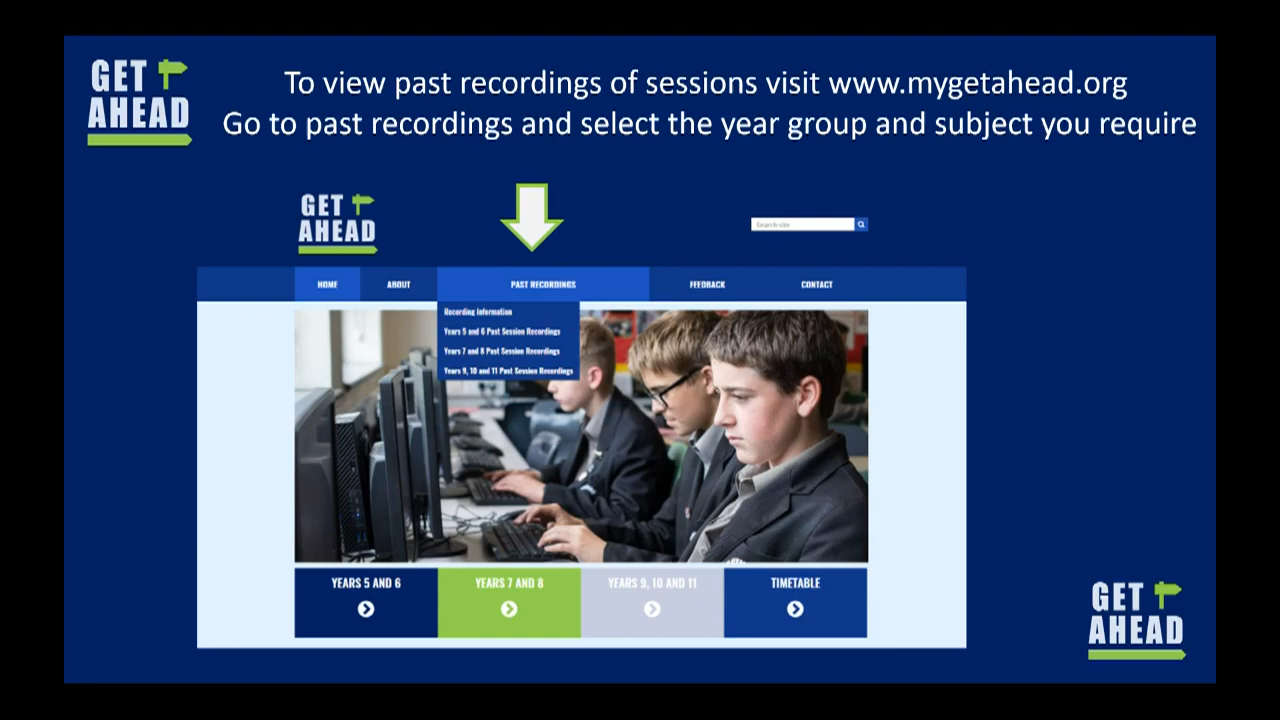 GET
AHEAD
To view past recordings of sessions visit www.mygetahead.org
Go to past recordings and select the year group and subject you require
GET
AHEAD
Search site
HOME
ABOUT
PAST RECORDINGS
FEEDBACK
CONTACT
Recording Information
Years 5 and 6 Past Session Recordings
Years 7 and 8 Past Session Recordings
Years 9, 10 and 11 Past Session Recordings
YEARS 5 AND 6
YEARS 7 AND 8
YEARS 9, 10 AND 11
TIMETABLE
GET
AHEAD